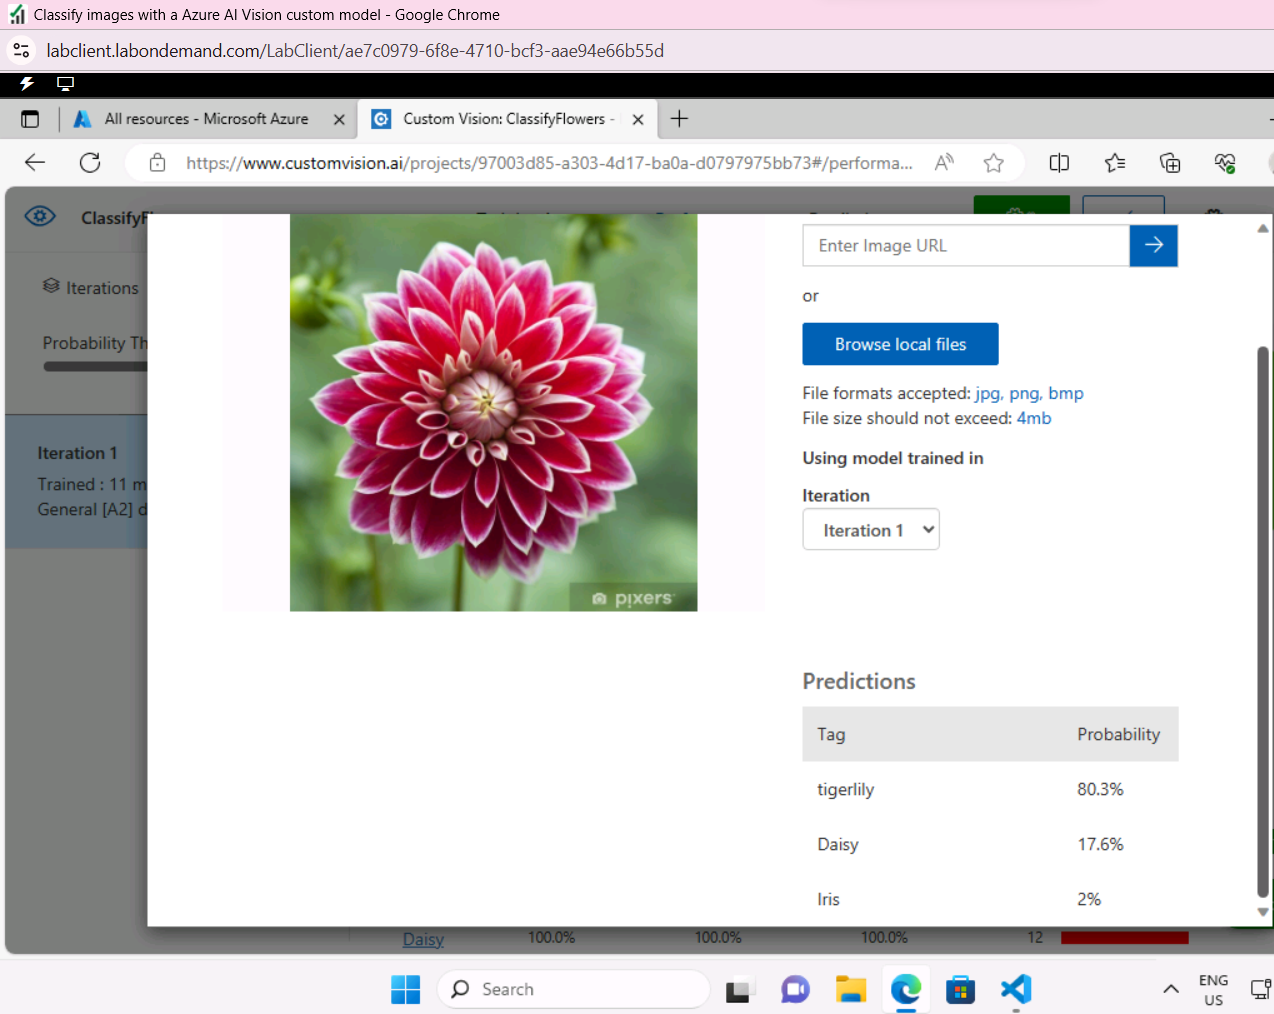 Classify images with a Azure AI Vision custom model - Google Chrome
labclient.labondemand.com/LabClient/ae7c0979-6f8e-4710-bcf3-aae94e66b55d
All resources - Microsoft Azure
Custom Vision: ClassifyFlowers -
https://www.customvision.ai/projects/97003d85-a303-4d17-ba0a-d0797975bb73#/performa...
ClassifyF
Iterations
Probability Th
Iteration 1
Trained : 11 m
General [A2] d
pixers
Enter Image URL
or
Browse local files
File formats accepted: jpg, png, bmp
File size should not exceed: 4mb
Using model trained in
Iteration
Iteration 1
Predictions
Tag Probability
tigerlily 80.3%
Daisy 17.6%
Iris 2%
Daisy 100.0% 100.0% 100.0% 12
Search
ENG
US